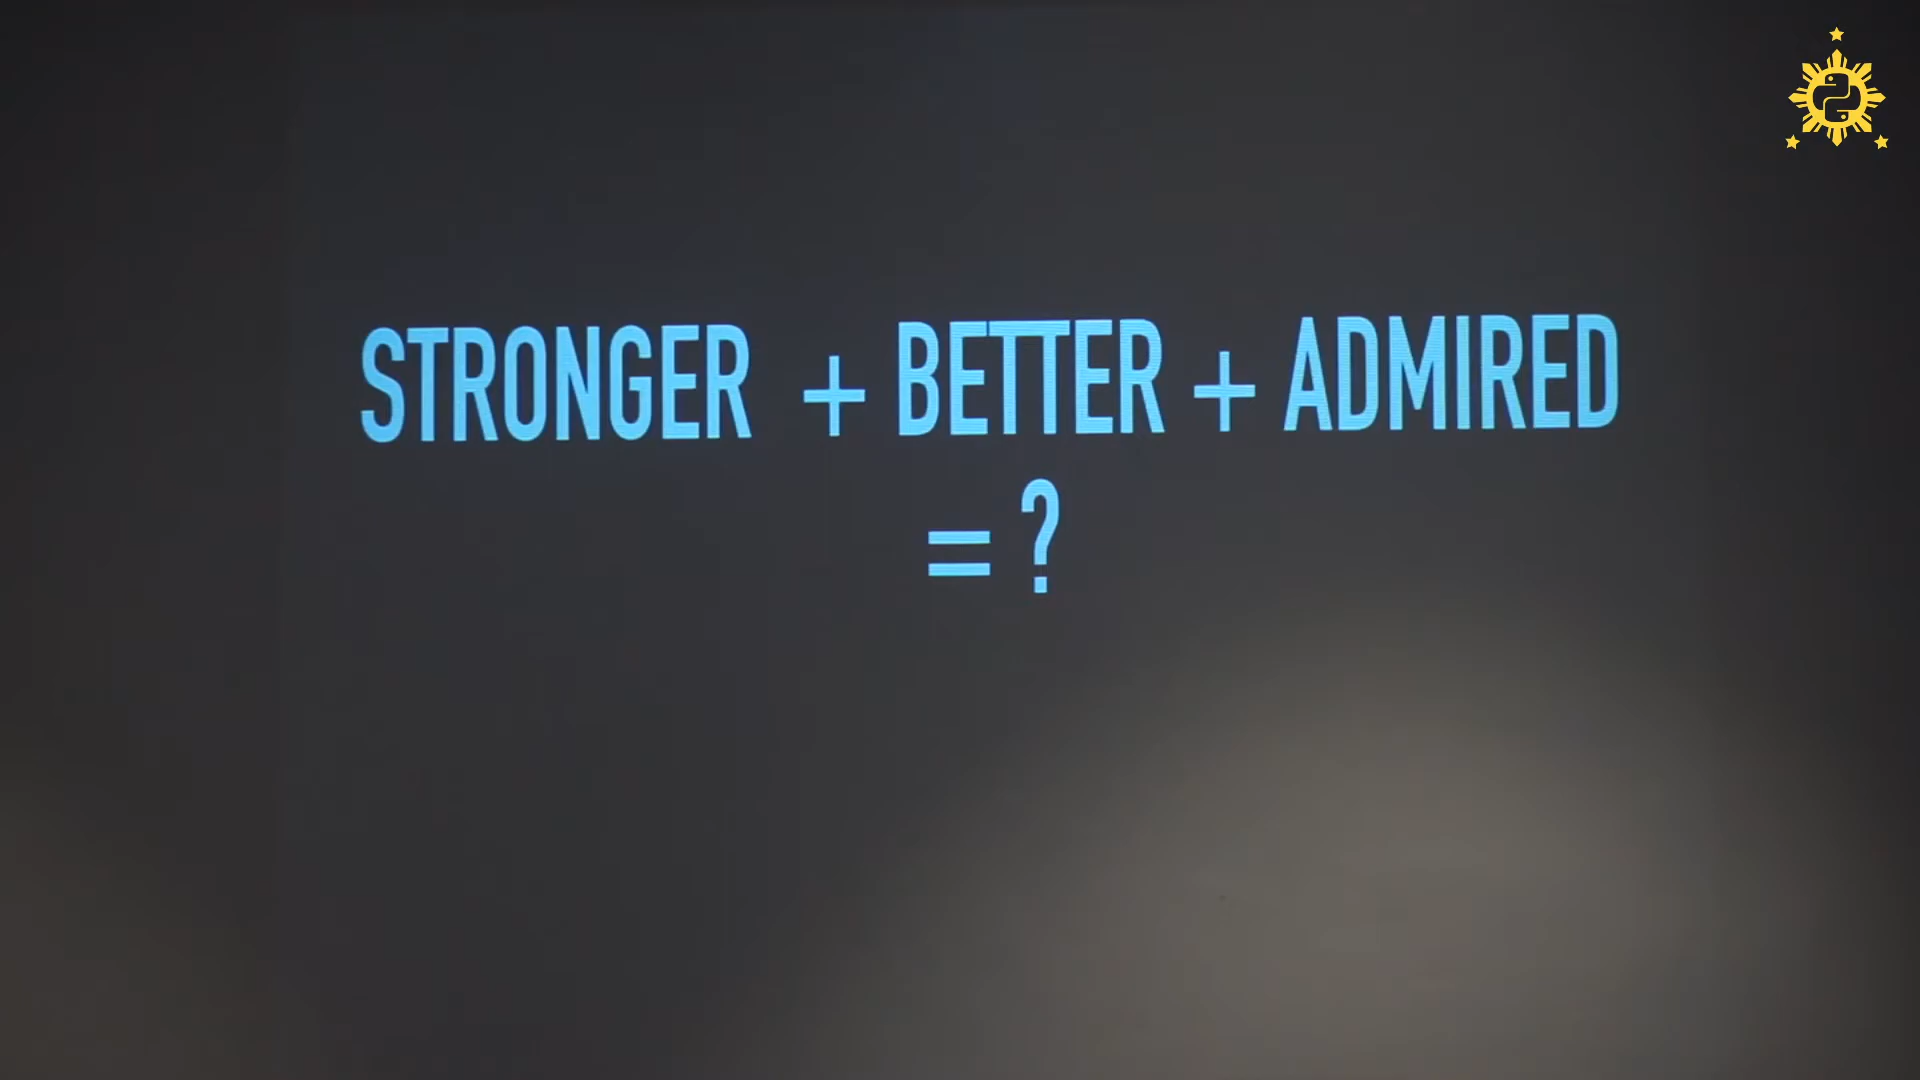 STRONGER + BETTER + ADMIRED
= ?